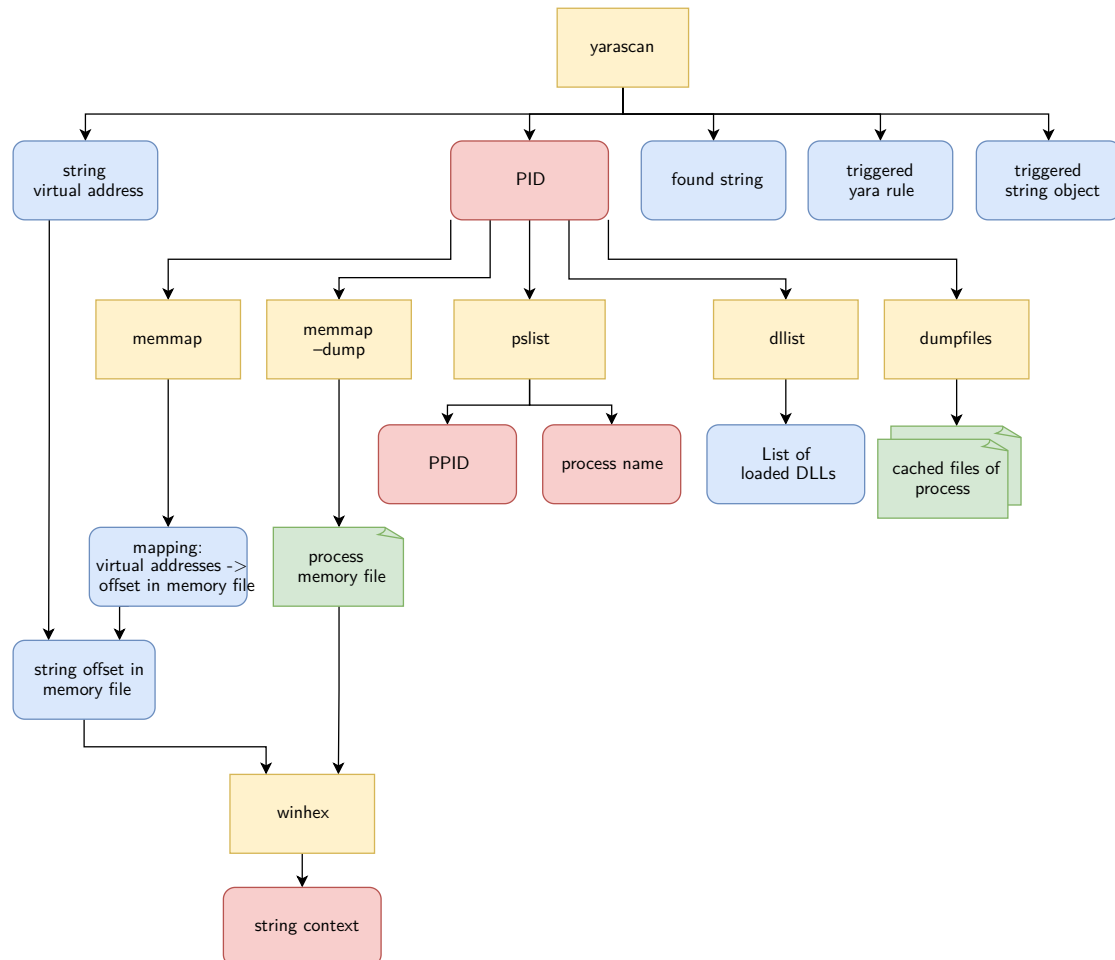 yarascan
string
virtual address
PID
found string
triggered
yara rule
triggered
string object
memmap
memmap
–dump
pslist
dllist
dumpfiles
PPID
process name
List of
loaded DLLs
cached files of
process
mapping:
virtual addresses ->
offset in memory file
process
memory file
string offset in
memory file
winhex
string context